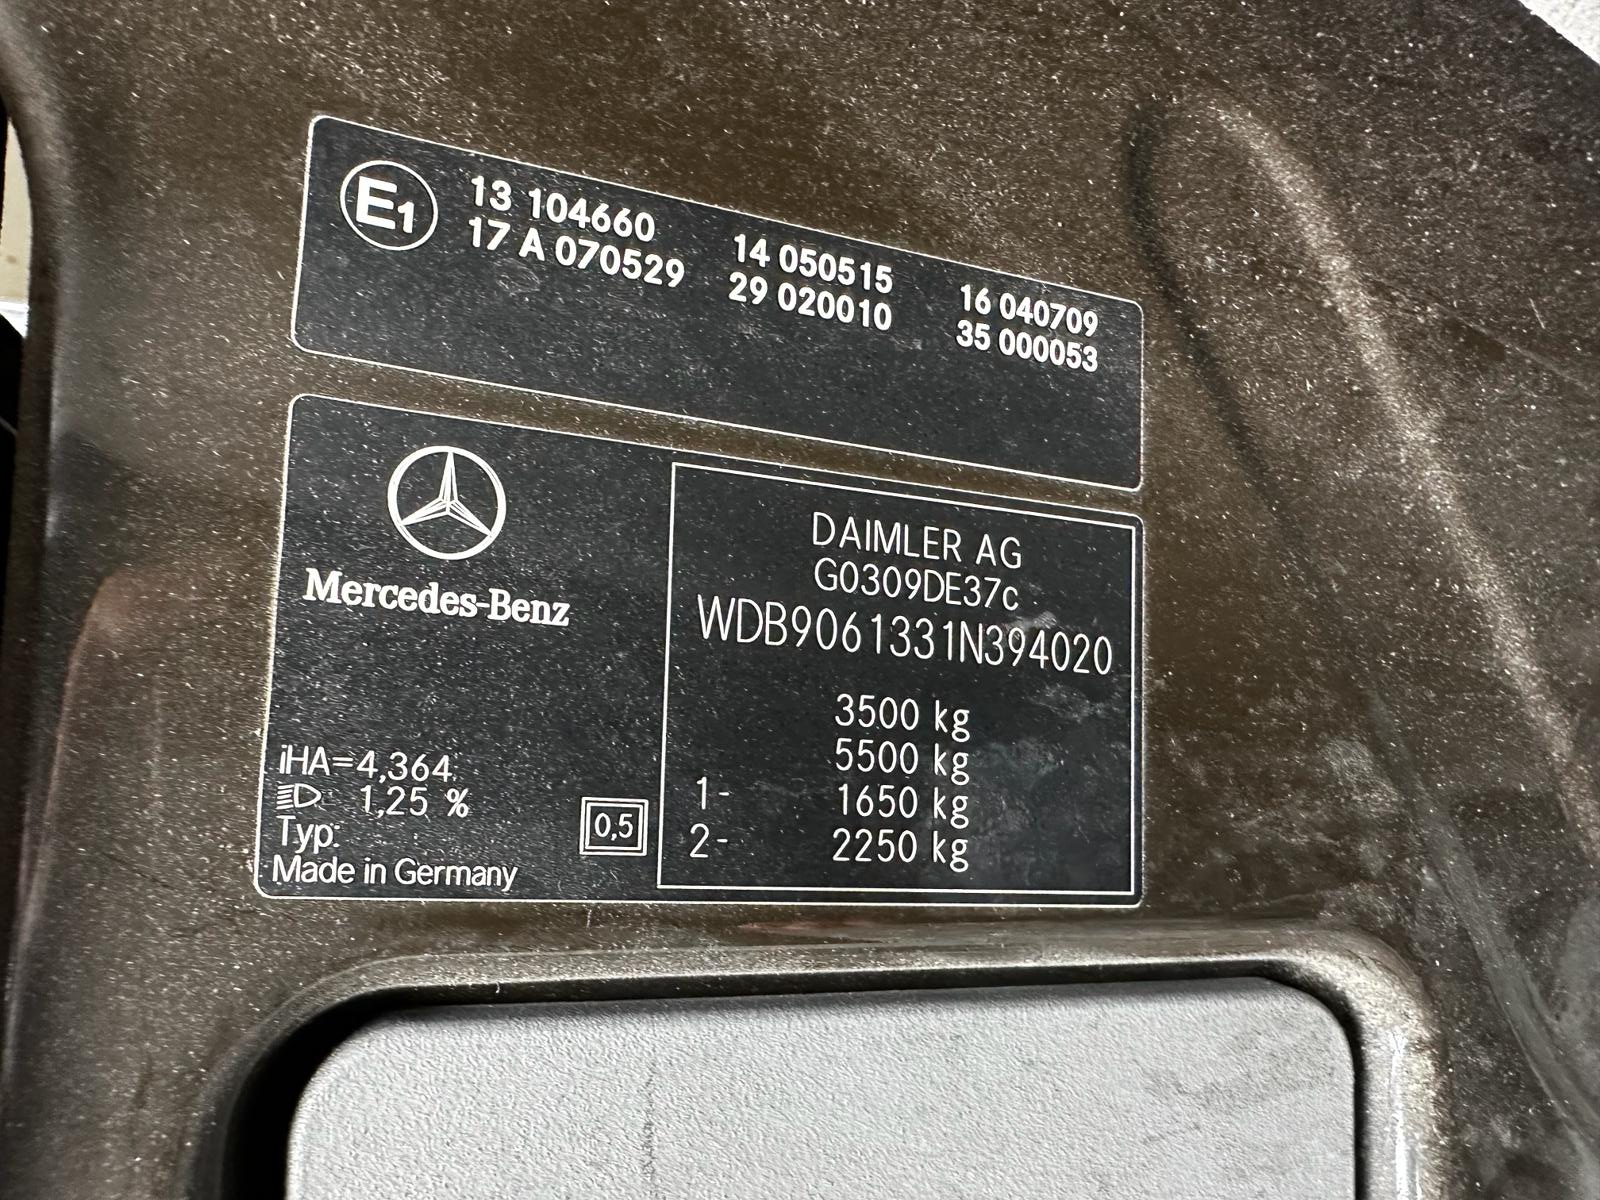 E1
13 104660 14 050515 16 040709
17 A 070529 29 020010 35 000053
Mercedes-Benz
DAIMLER AG
G0309DE37c
WDB9061331N394020
3500 kg
5500 kg
1- 1650 kg
2- 2250 kg
iHA=4,364
1,25 %
Typ:
Made in Germany
0,5